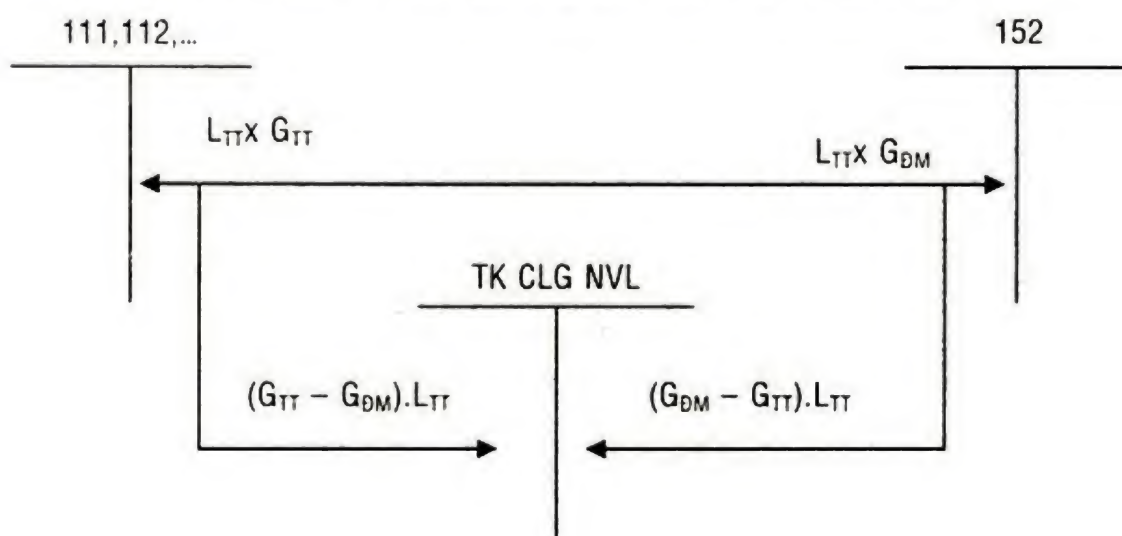 111,112,...
152
L_TT x G_TT
L_TT x G_ĐM
TK CLG NVL
(G_TT – G_ĐM).L_TT
(G_ĐM – G_TT).L_TT